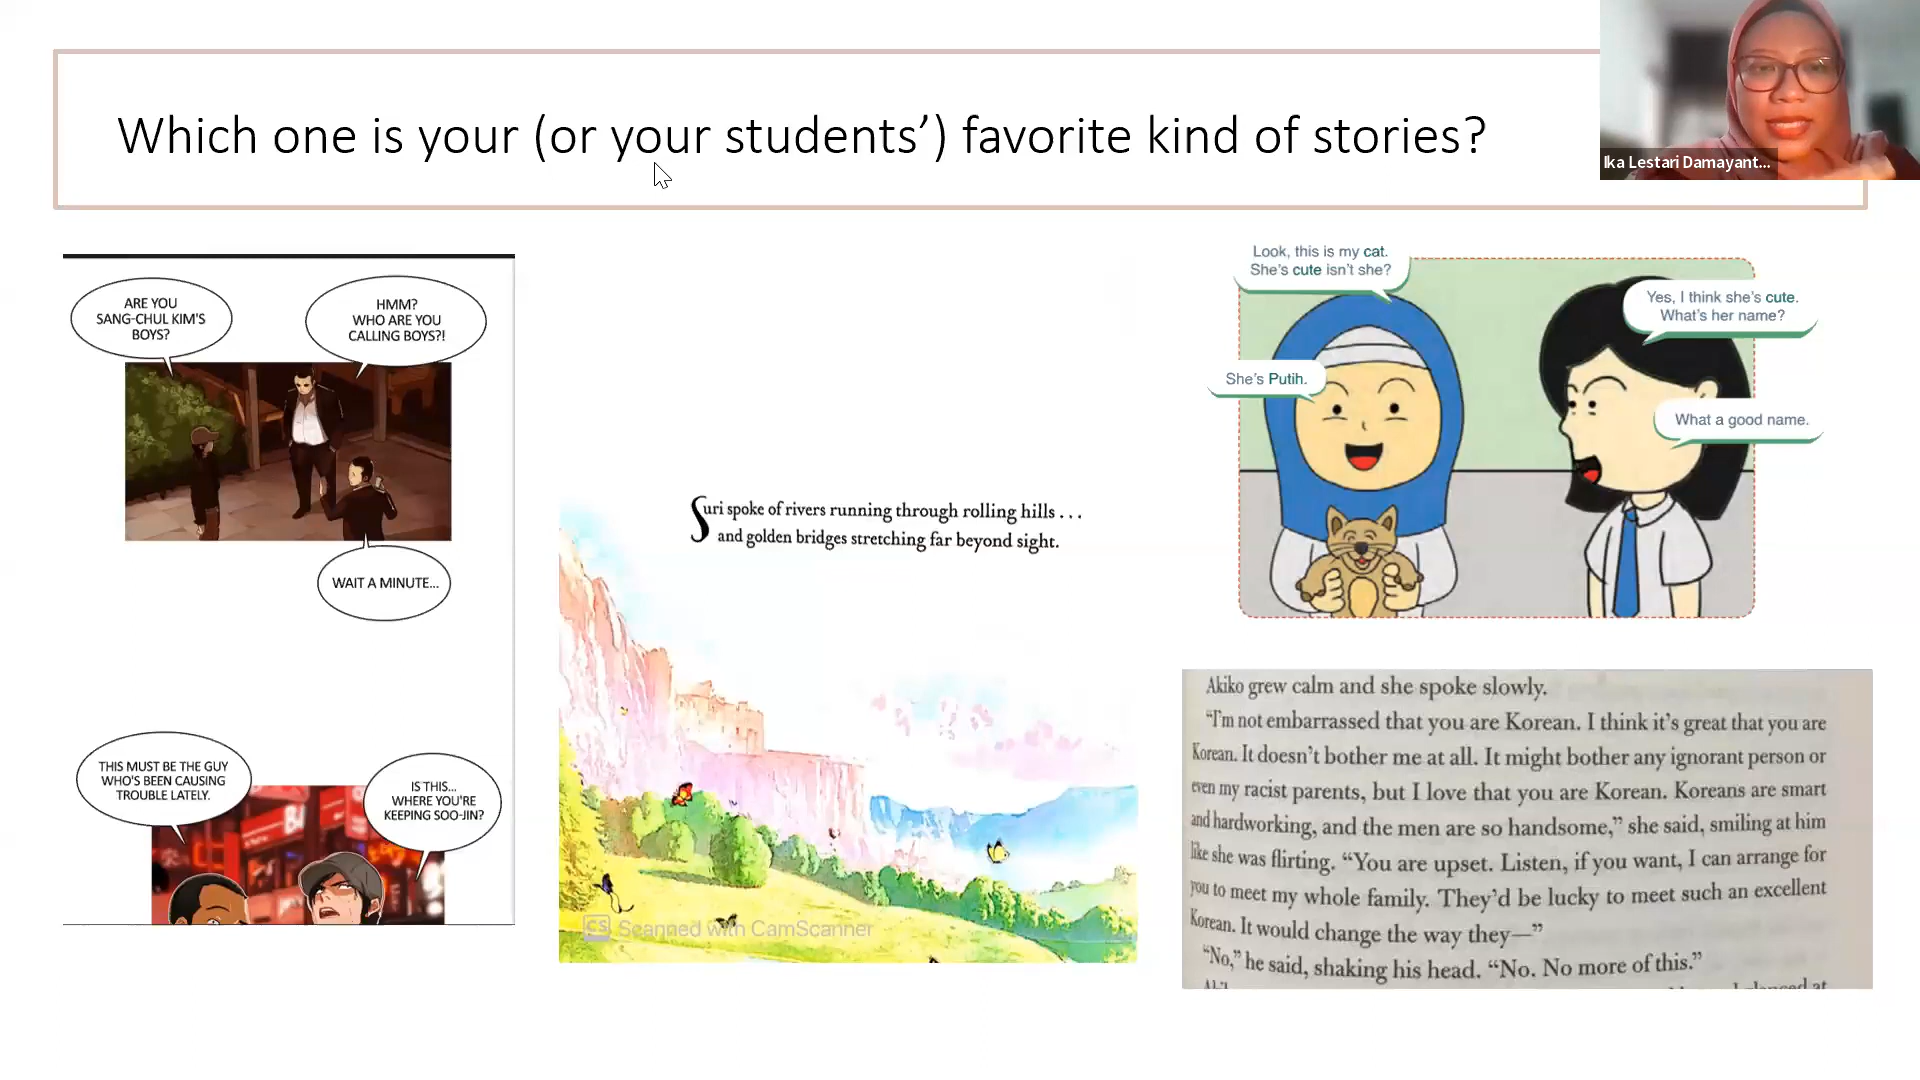 Which one is your (or your students’) favorite kind of stories?
Ika Lestari Damayant...
ARE YOU
SANG-CHUL KIM'S
BOYS?
HMM?
WHO ARE YOU
CALLING BOYS?!
WAIT A MINUTE...
THIS MUST BE THE GUY
WHO'S BEEN CAUSING
TROUBLE LATELY.
IS THIS...
WHERE YOU'RE
KEEPING SOO-JIN?
Suri spoke of rivers running through rolling hills . . .
and golden bridges stretching far beyond sight.
CS Scanned with CamScanner
Look, this is my cat.
She's cute isn't she?
Yes, I think she's cute.
What's her name?
She's Putih.
What a good name.
Akiko grew calm and she spoke slowly.
“I'm not embarrassed that you are Korean. I think it's great that you are
Korean. It doesn't bother me at all. It might bother any ignorant person or
even my racist parents, but I love that you are Korean. Koreans are smart
and hardworking, and the men are so handsome,” she said, smiling at him
like she was flirting. “You are upset. Listen, if you want, I can arrange for
you to meet my whole family. They'd be lucky to meet such an excellent
Korean. It would change the way they—”
“No,” he said, shaking his head. “No. No more of this.”